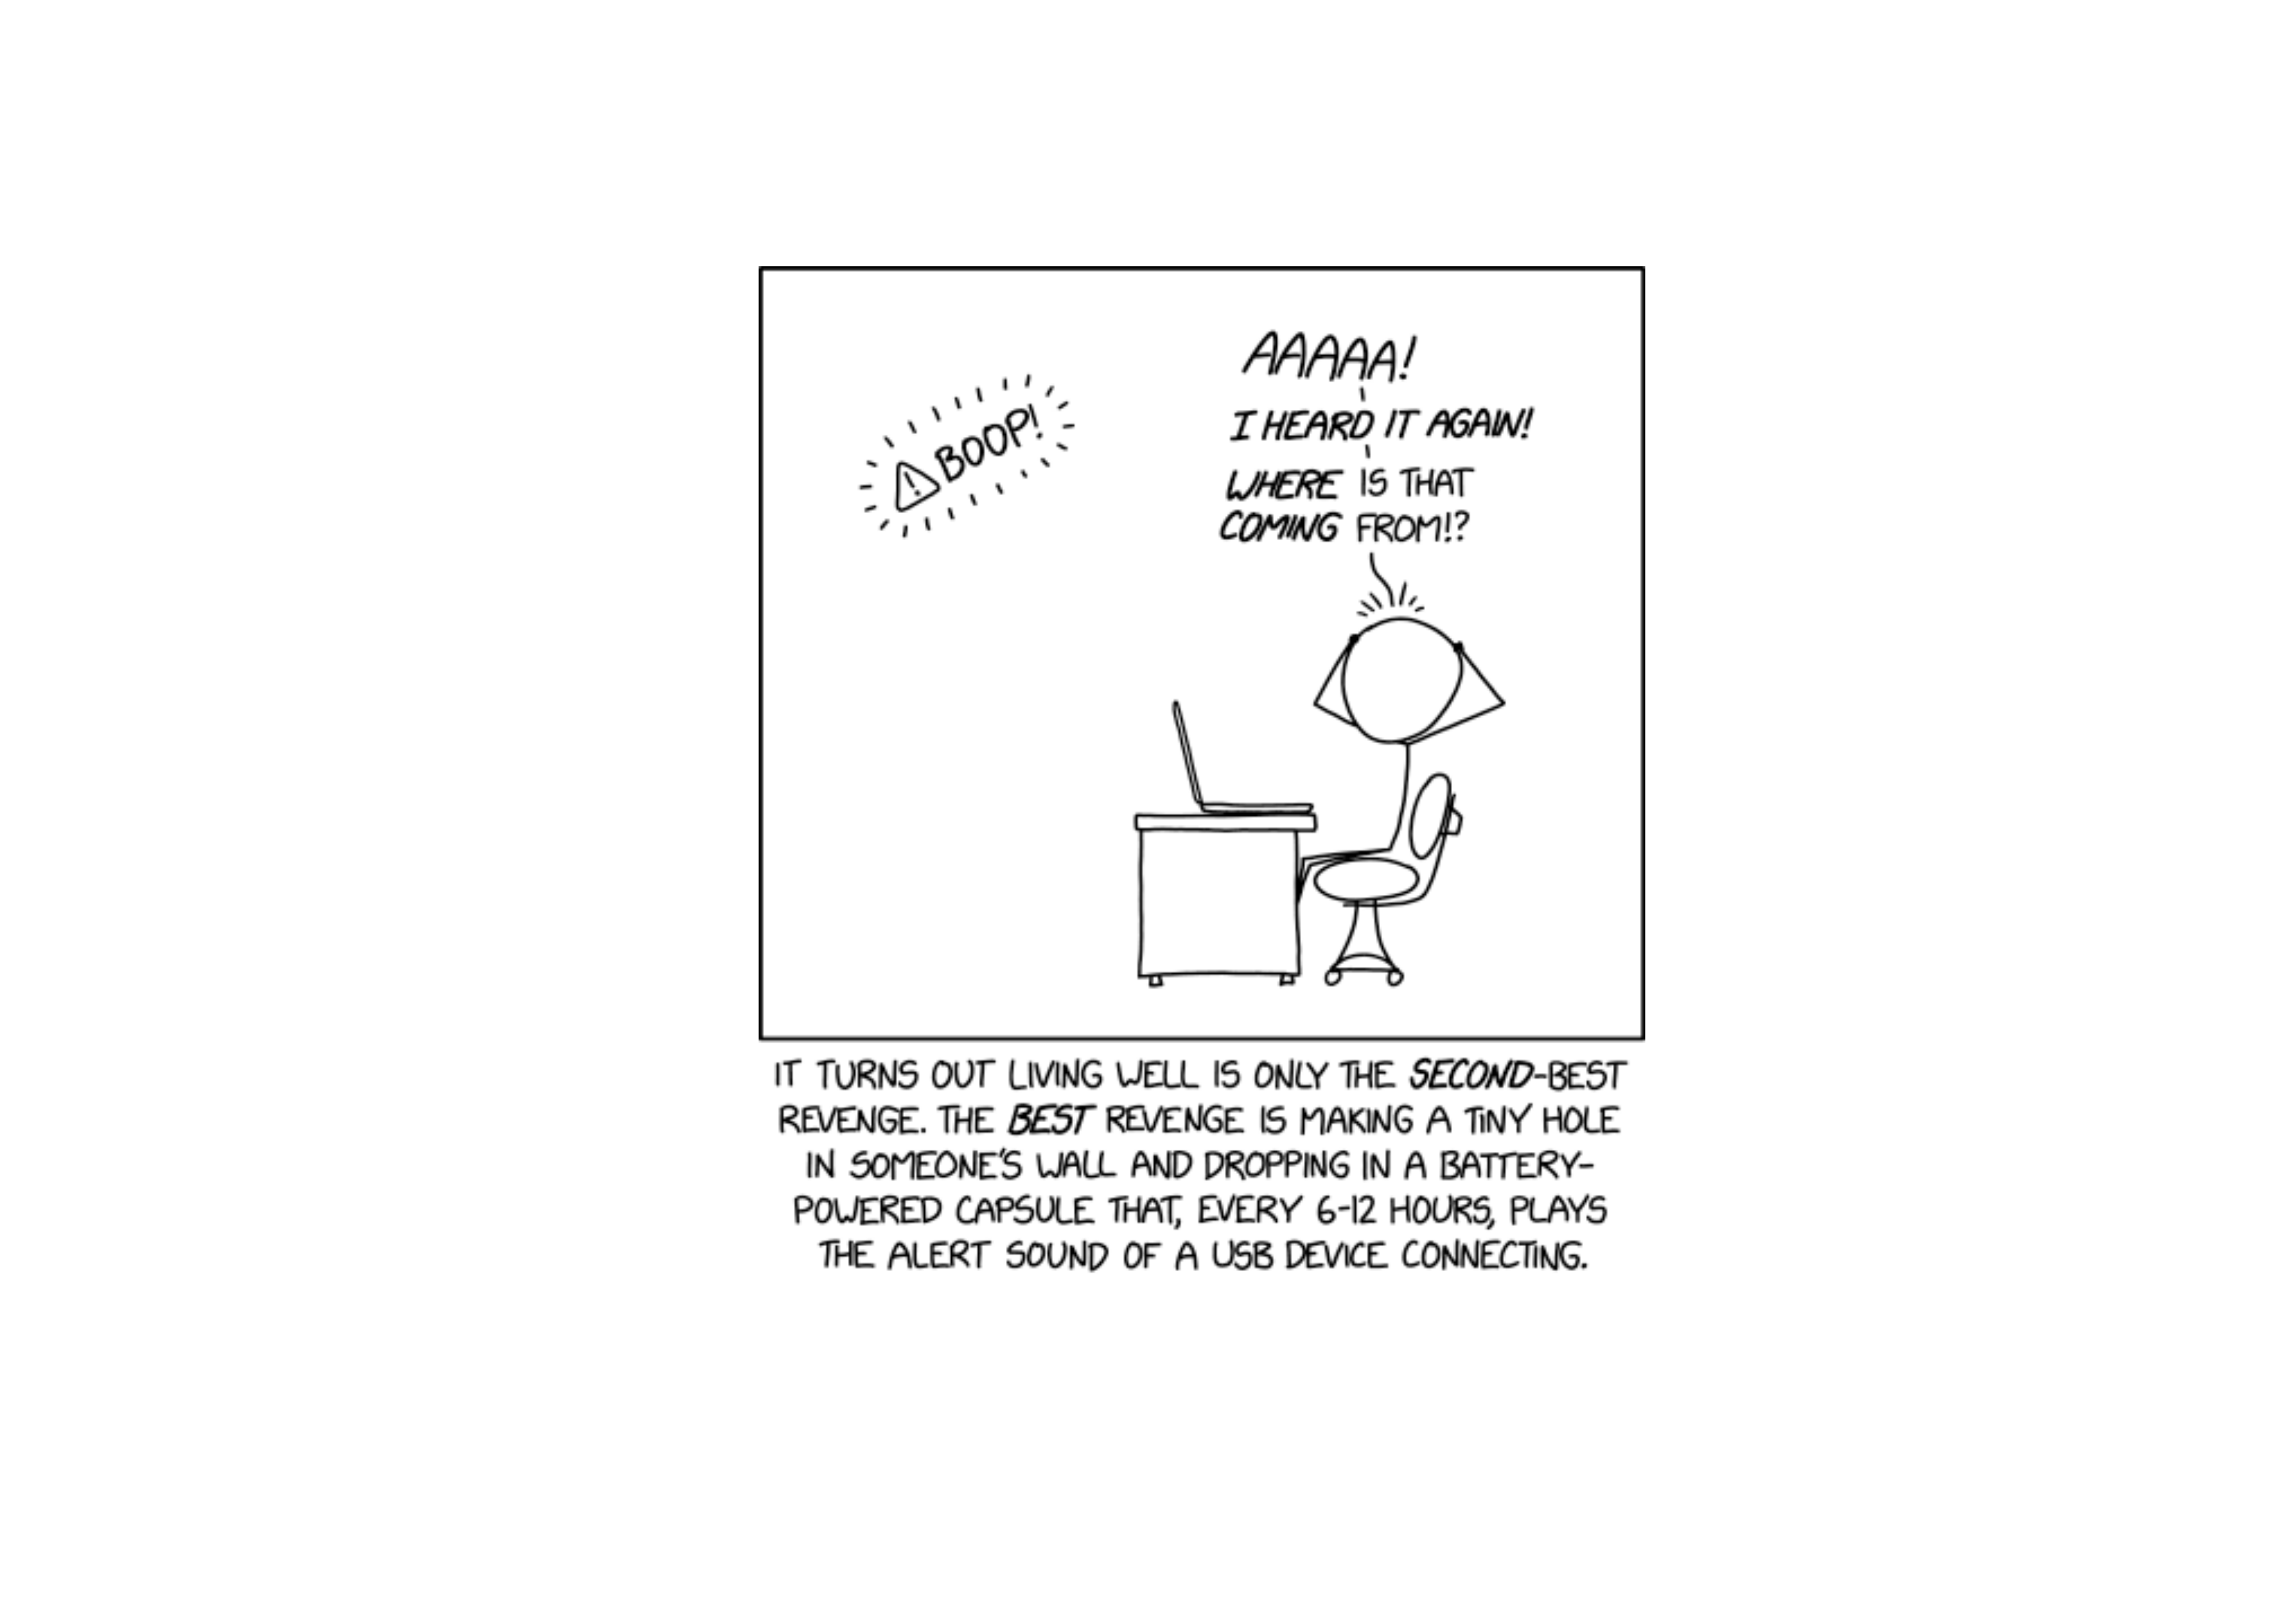 BOOP!
AAAAA!
I HEARD IT AGAIN!
WHERE IS THAT
COMING FROM!?
IT TURNS OUT LIVING WELL IS ONLY THE SECOND-BEST
REVENGE. THE BEST REVENGE IS MAKING A TINY HOLE
IN SOMEONE'S WALL AND DROPPING IN A BATTERY-
POWERED CAPSULE THAT, EVERY 6-12 HOURS, PLAYS
THE ALERT SOUND OF A USB DEVICE CONNECTING.